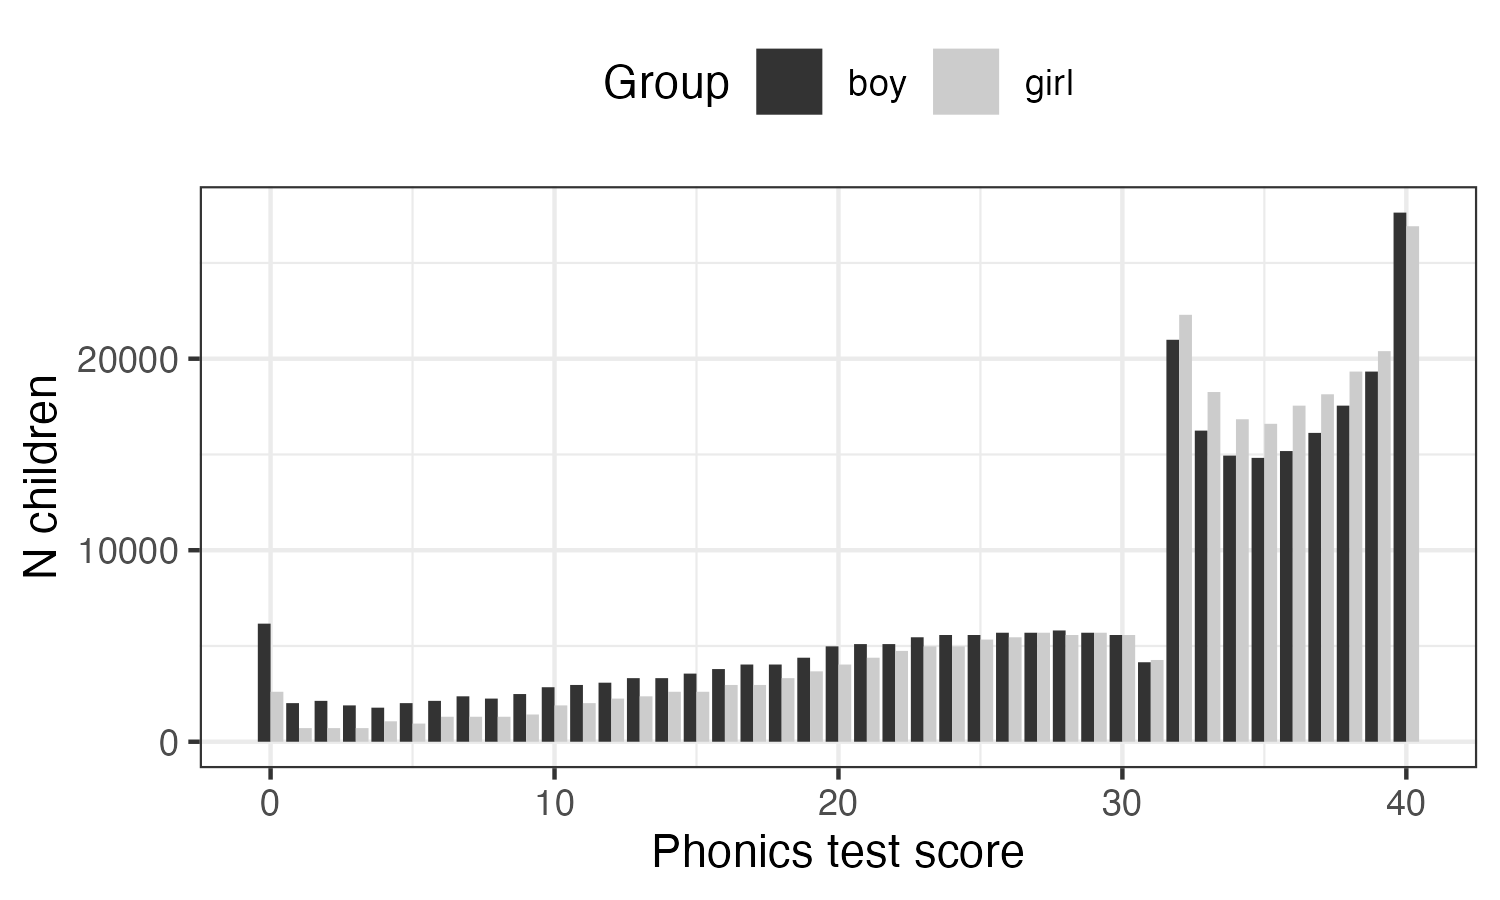 Group boy girl
20000
10000
0
N children
0 10 20 30 40
Phonics test score